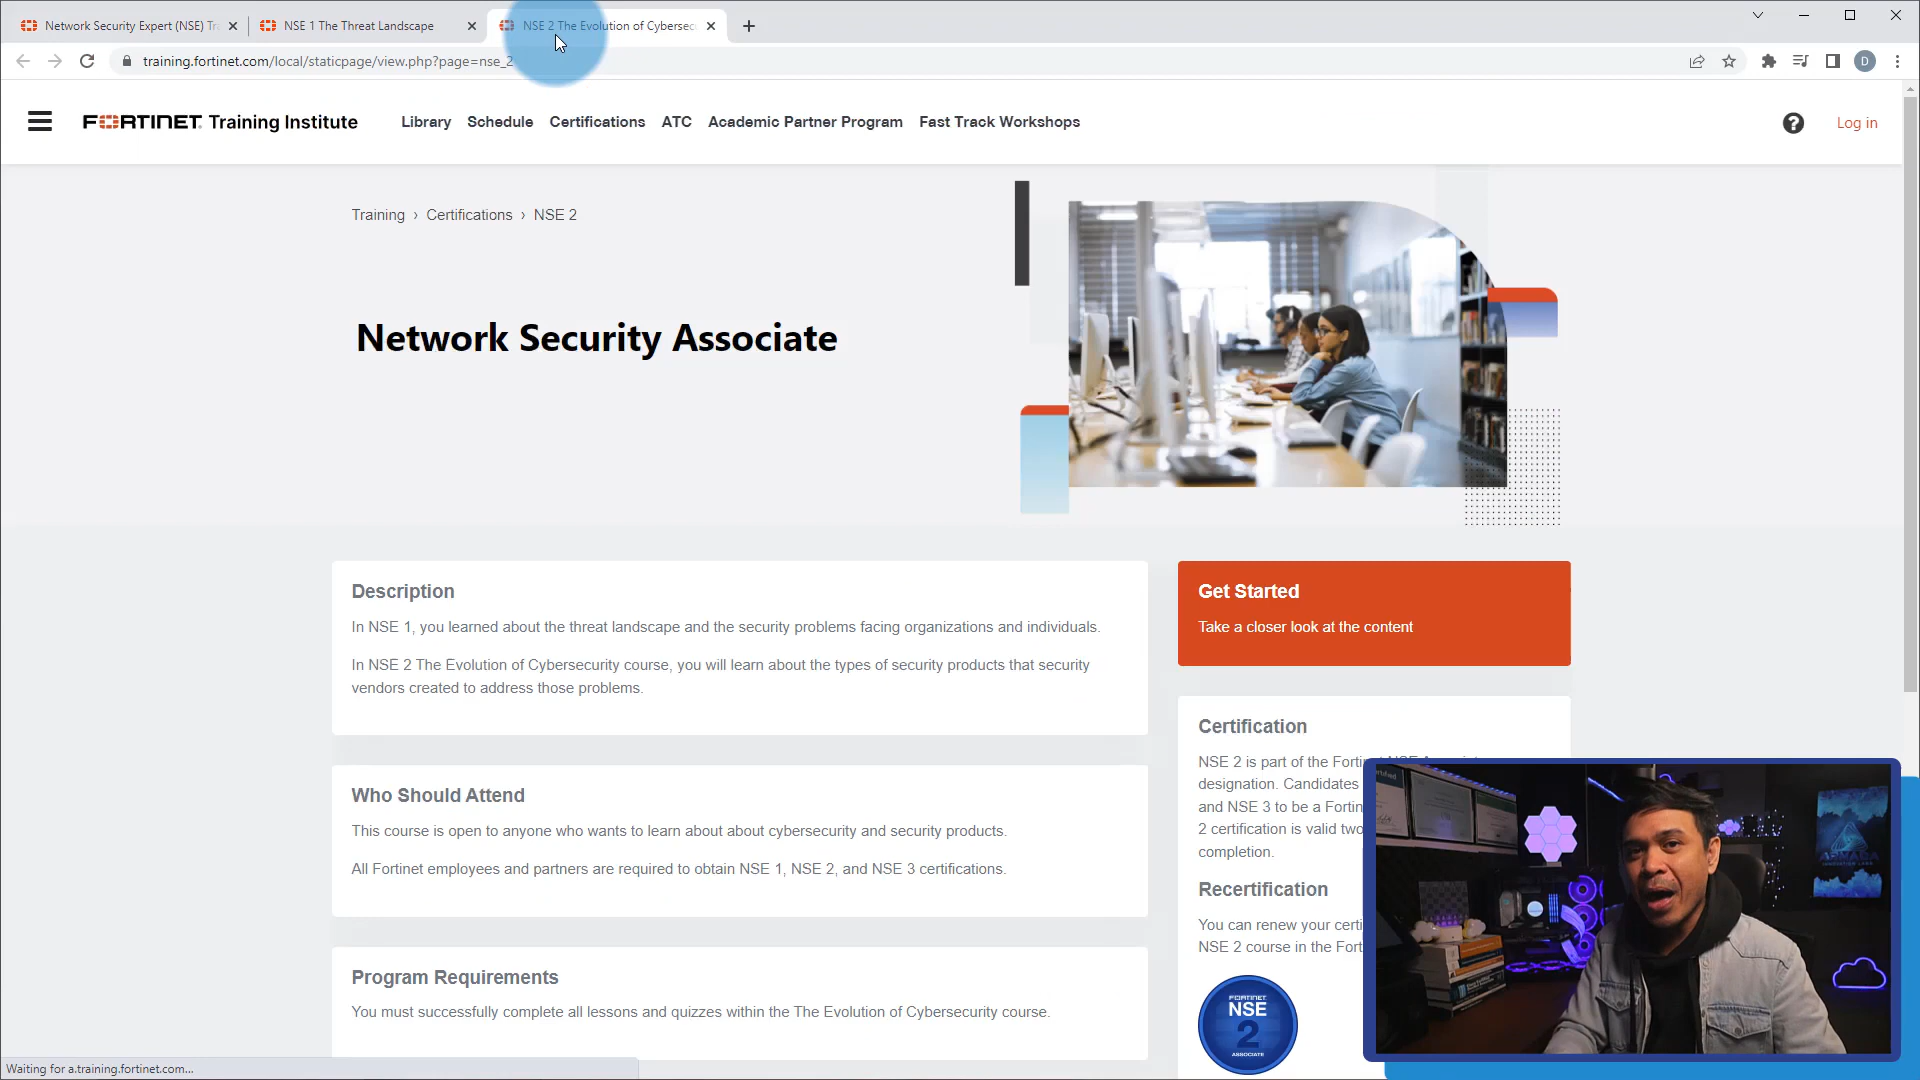 Network Security Expert (NSE) Tr
NSE 1 The Threat Landscape
NSE 2 The Evolution of Cybersec
training.fortinet.com/local/staticpage/view.php?page=nse_2
D
FORTINET Training Institute
Library
Schedule
Certifications
ATC
Academic Partner Program
Fast Track Workshops
?
Log in
Training › Certifications › NSE 2
Network Security Associate
Description
In NSE 1, you learned about the threat landscape and the security problems facing organizations and individuals.
In NSE 2 The Evolution of Cybersecurity course, you will learn about the types of security products that security
vendors created to address those problems.
Who Should Attend
This course is open to anyone who wants to learn about about cybersecurity and security products.
All Fortinet employees and partners are required to obtain NSE 1, NSE 2, and NSE 3 certifications.
Program Requirements
You must successfully complete all lessons and quizzes within the The Evolution of Cybersecurity course.
Get Started
Take a closer look at the content
Certification
NSE 2 is part of the Forti
designation. Candidates
and NSE 3 to be a Fortin
2 certification is valid two
completion.
Recertification
You can renew your certi
NSE 2 course in the Fort
FORTINET
NSE
2
ASSOCIATE
ARMADA
Waiting for a.training.fortinet.com...